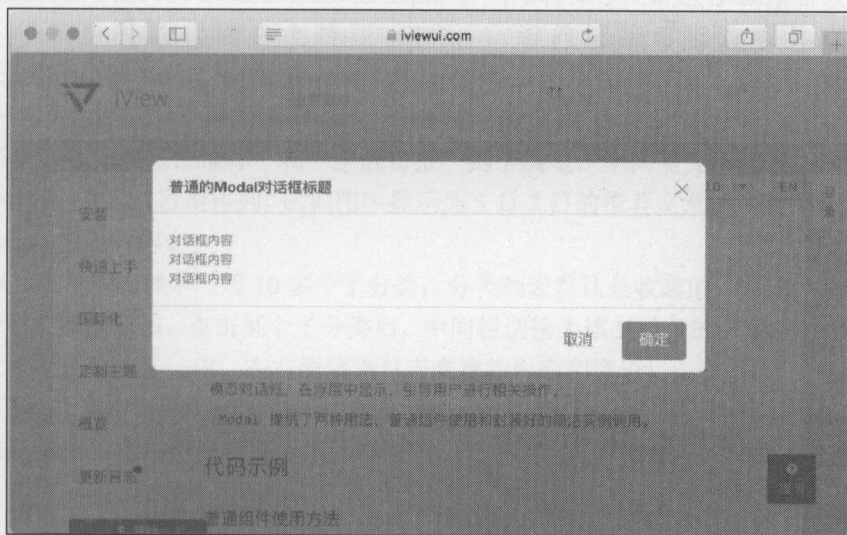 iviewui.com
iView
普通的Modal对话框标题
EN
安装
对话框内容
对话框内容
对话框内容
快速上手
国际化
取消
确定
定制主题
模态对话框，在浮层中显示，引导用户进行相关操作。
概览
Modal 提供了两种用法，普通组件使用和封装好的简洁实例调用。
代码示例
更新日志
普通组件使用方法